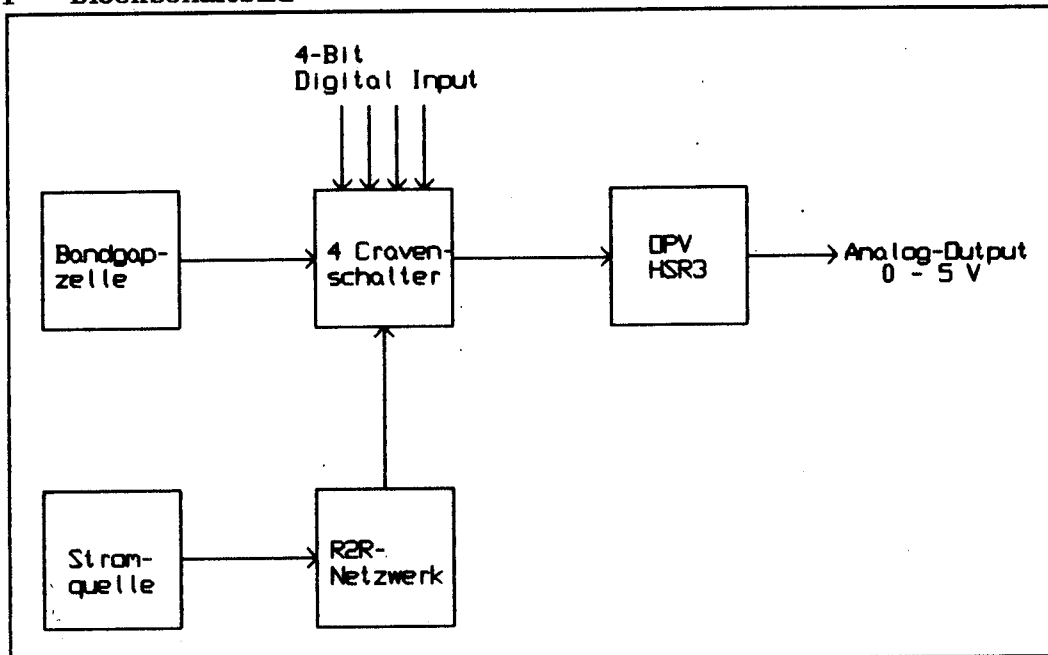 4-Bit
Digital Input
Bandgap-
zelle
4 Craven-
schalter
OPV
HSR3
Analog-Output
0 - 5 V
Strom-
quelle
R2R-
Netzwerk